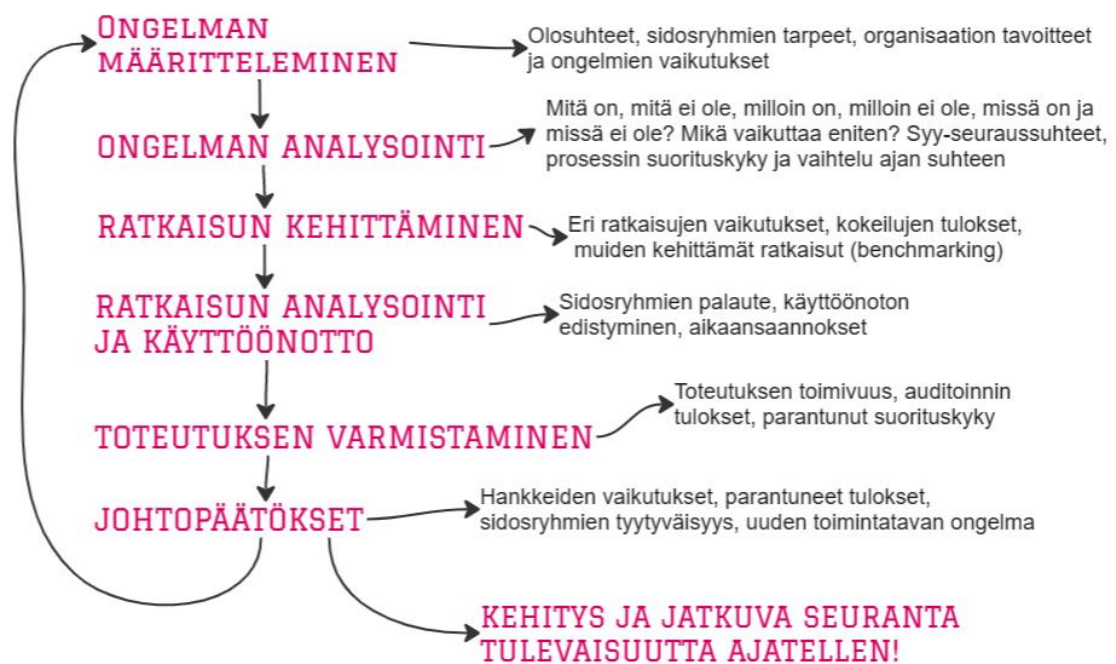 ONGELMAN
MÄÄRITTELEMINEN
Olosuhteet, sidosryhmien tarpeet, organisaation tavoitteet
ja ongelmien vaikutukset
ONGELMAN ANALYSOINTI
Mitä on, mitä ei ole, milloin on, milloin ei ole, missä on ja
missä ei ole? Mikä vaikuttaa eniten? Syy-seuraussuhteet,
prosessin suorituskyky ja vaihtelu ajan suhteen
RATKAISUN KEHITTÄMINEN
Eri ratkaisujen vaikutukset, kokeilujen tulokset,
muiden kehittämät ratkaisut (benchmarking)
RATKAISUN ANALYSOINTI
JA KÄYTTÖÖNOTTO
Sidosryhmien palaute, käyttöönoton
edistyminen, aikaansaannokset
TOTEUTUKSEN VARMISTAMINEN
Toteutuksen toimivuus, auditoinnin
tulokset, parantunut suorituskyky
JOHTOPÄÄTÖKSET
Hankkeiden vaikutukset, parantuneet tulokset,
sidosryhmien tyytyväisyys, uuden toimintatavan ongelma
KEHITYS JA JATKUVA SEURANTA
TULEVAISUUTTA AJATELLEN!